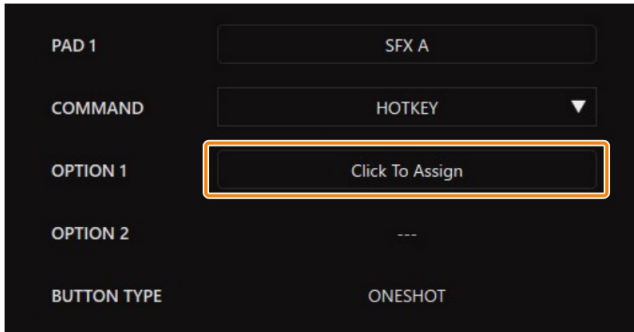 PAD 1 SFX A
COMMAND HOTKEY
OPTION 1 Click To Assign
OPTION 2 ---
BUTTON TYPE ONESHOT